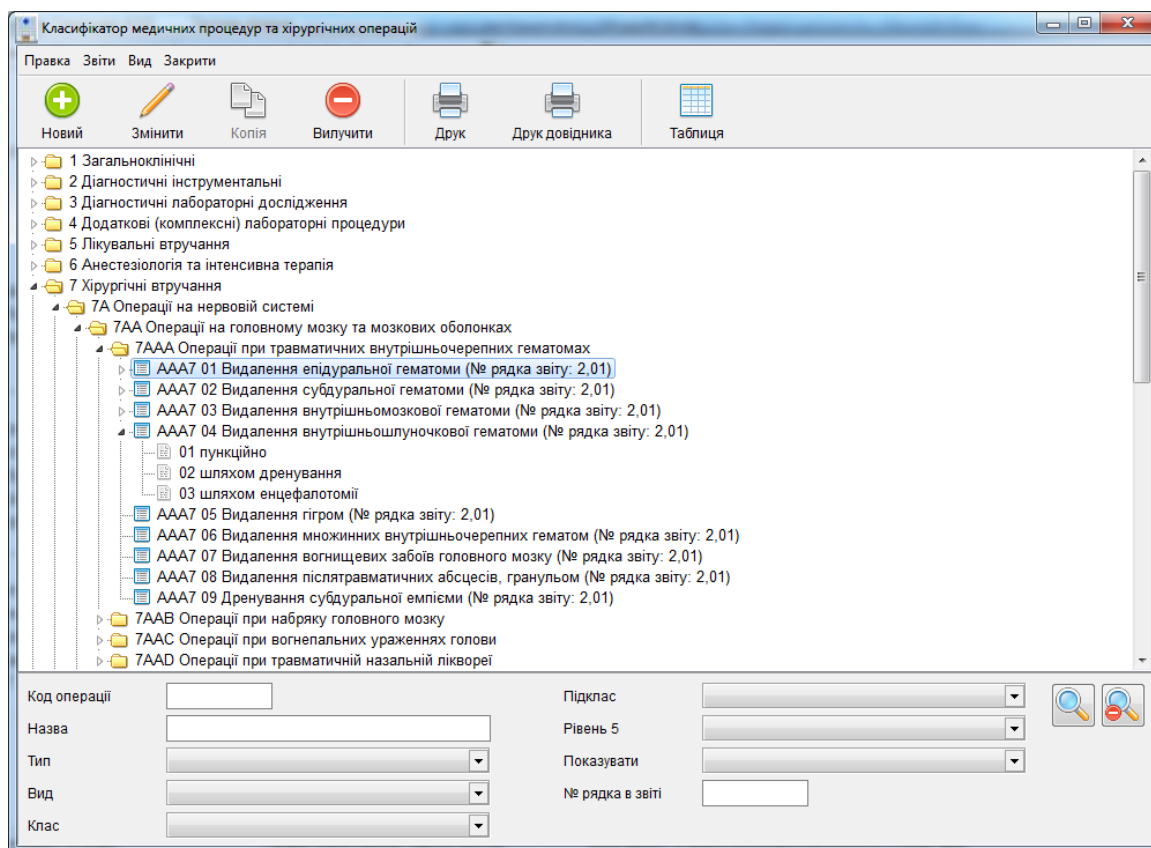 Класифікатор медичних процедур та хірургічних операцій
Правка Звіти Вид Закрити
Новий Змінити Копія Вилучити Друк Друк довідника Таблиця
1 Загальноклінічні
2 Діагностичні інструментальні
3 Діагностичні лабораторні дослідження
4 Додаткові (комплексні) лабораторні процедури
5 Лікувальні втручання
6 Анестезіологія та інтенсивна терапія
7 Хірургічні втручання
7A Операції на нервовій системі
7AA Операції на головному мозку та мозкових оболонках
7AAA Операції при травматичних внутрішньочерепних гематомах
AAA7 01 Видалення епідуральної гематоми (№ рядка звіту: 2,01)
AAA7 02 Видалення субдуральної гематоми (№ рядка звіту: 2,01)
AAA7 03 Видалення внутрішньомозкової гематоми (№ рядка звіту: 2,01)
AAA7 04 Видалення внутрішньошлуночкової гематоми (№ рядка звіту: 2,01)
01 пункційно
02 шляхом дренування
03 шляхом енцефалотомії
AAA7 05 Видалення гігром (№ рядка звіту: 2,01)
AAA7 06 Видалення множинних внутрішньочерепних гематом (№ рядка звіту: 2,01)
AAA7 07 Видалення вогнищевих забоїв головного мозку (№ рядка звіту: 2,01)
AAA7 08 Видалення післятравматичних абсцесів, гранульом (№ рядка звіту: 2,01)
AAA7 09 Дренування субдуральної емпієми (№ рядка звіту: 2,01)
7AAB Операції при набряку головного мозку
7AAC Операції при вогнепальних ураженнях голови
7AAD Операції при травматичній назальній ліквореї
Код операції Підклас
Назва Рівень 5
Тип Показувати
Вид № рядка в звіті
Клас